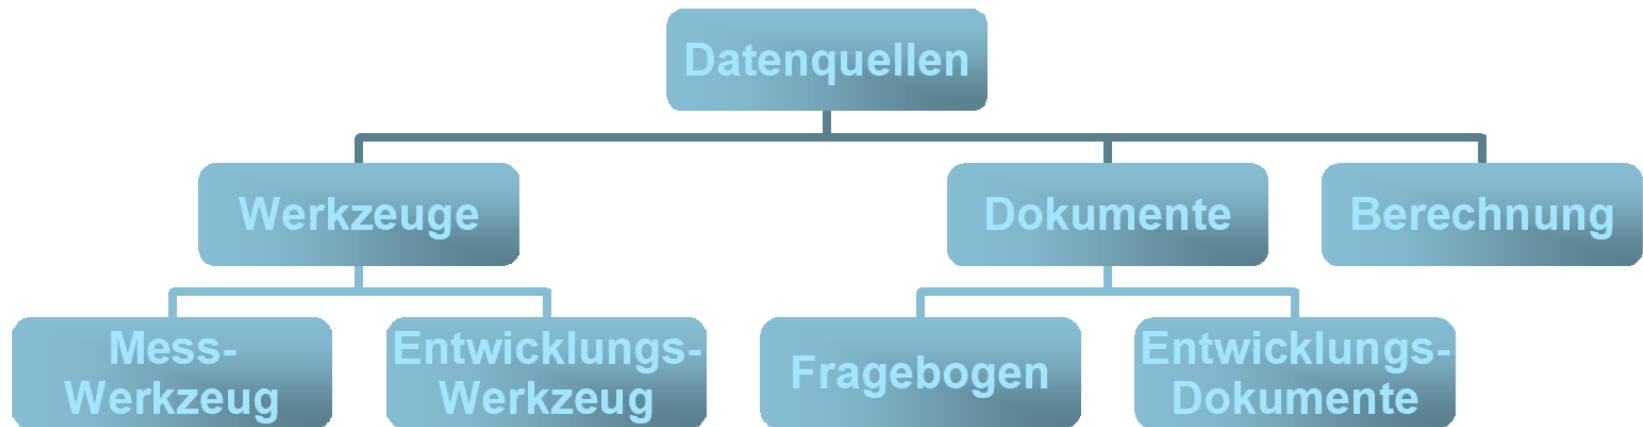 Datenquellen
Werkzeuge
Dokumente
Berechnung
Mess-
Werkzeug
Entwicklungs-
Werkzeug
Fragebogen
Entwicklungs-
Dokumente